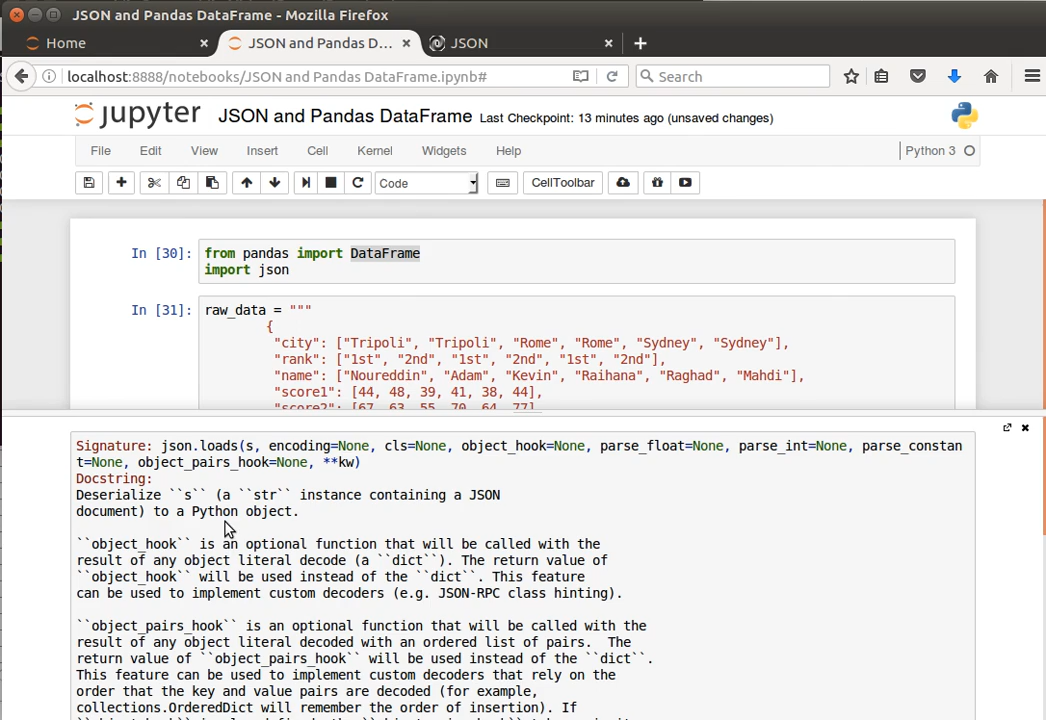 JSON and Pandas DataFrame - Mozilla Firefox
Home
JSON and Pandas D...
JSON
localhost:8888/notebooks/JSON and Pandas DataFrame.ipynb#
Search
jupyter JSON and Pandas DataFrame Last Checkpoint: 13 minutes ago (unsaved changes)
File Edit View Insert Cell Kernel Widgets Help Python 3
Code CellToolbar
In [30]: from pandas import DataFrame
import json
In [31]: raw_data = """
{
"city": ["Tripoli", "Tripoli", "Rome", "Rome", "Sydney", "Sydney"],
"rank": ["1st", "2nd", "1st", "2nd", "1st", "2nd"],
"name": ["Noureddin", "Adam", "Kevin", "Raihana", "Raghad", "Mahdi"],
"score1": [44, 48, 39, 41, 38, 44],
"score2": [67, 63, 55, 70, 64, 77]
Signature: json.loads(s, encoding=None, cls=None, object_hook=None, parse_float=None, parse_int=None, parse_constan
t=None, object_pairs_hook=None, **kw)
Docstring:
Deserialize ``s`` (a ``str`` instance containing a JSON
document) to a Python object.
``object_hook`` is an optional function that will be called with the
result of any object literal decode (a ``dict``). The return value of
``object_hook`` will be used instead of the ``dict``. This feature
can be used to implement custom decoders (e.g. JSON-RPC class hinting).
``object_pairs_hook`` is an optional function that will be called with the
result of any object literal decoded with an ordered list of pairs.  The
return value of ``object_pairs_hook`` will be used instead of the ``dict``.
This feature can be used to implement custom decoders that rely on the
order that the key and value pairs are decoded (for example,
collections.OrderedDict will remember the order of insertion). If